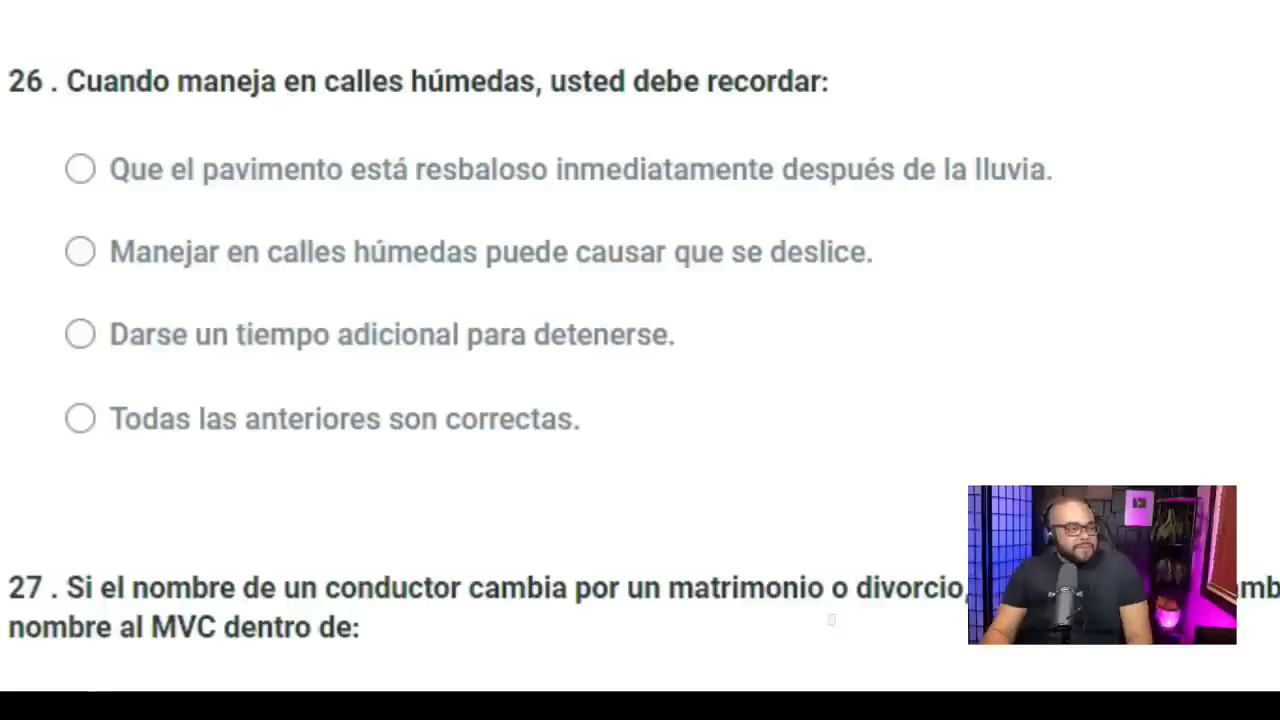 26 . Cuando maneja en calles húmedas, usted debe recordar:
Que el pavimento está resbaloso inmediatamente después de la lluvia.
Manejar en calles húmedas puede causar que se deslice.
Darse un tiempo adicional para detenerse.
Todas las anteriores son correctas.
27 . Si el nombre de un conductor cambia por un matrimonio o divorcio,
nombre al MVC dentro de: